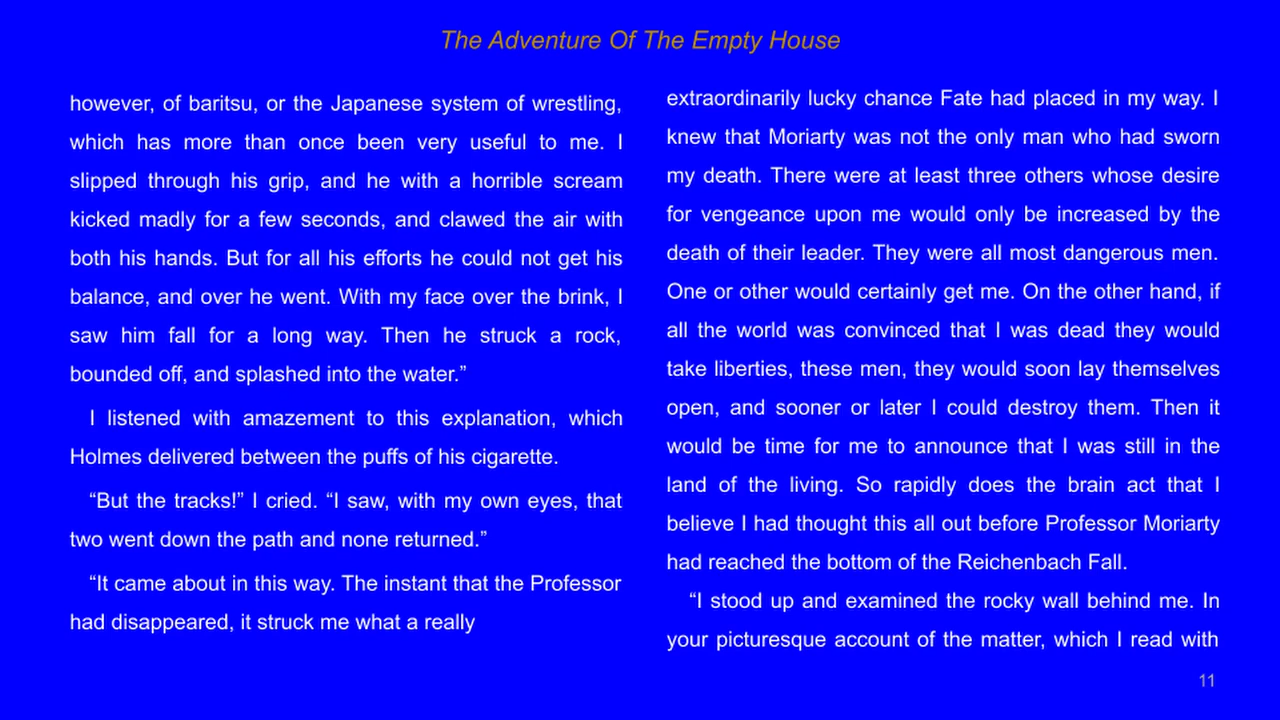 The Adventure Of The Empty House
however, of baritsu, or the Japanese system of wrestling,
which has more than once been very useful to me. I
slipped through his grip, and he with a horrible scream
kicked madly for a few seconds, and clawed the air with
both his hands. But for all his efforts he could not get his
balance, and over he went. With my face over the brink, I
saw him fall for a long way. Then he struck a rock,
bounded off, and splashed into the water.”
I listened with amazement to this explanation, which
Holmes delivered between the puffs of his cigarette.
“But the tracks!” I cried. “I saw, with my own eyes, that
two went down the path and none returned.”
“It came about in this way. The instant that the Professor
had disappeared, it struck me what a really
extraordinarily lucky chance Fate had placed in my way. I
knew that Moriarty was not the only man who had sworn
my death. There were at least three others whose desire
for vengeance upon me would only be increased by the
death of their leader. They were all most dangerous men.
One or other would certainly get me. On the other hand, if
all the world was convinced that I was dead they would
take liberties, these men, they would soon lay themselves
open, and sooner or later I could destroy them. Then it
would be time for me to announce that I was still in the
land of the living. So rapidly does the brain act that I
believe I had thought this all out before Professor Moriarty
had reached the bottom of the Reichenbach Fall.
“I stood up and examined the rocky wall behind me. In
your picturesque account of the matter, which I read with
11